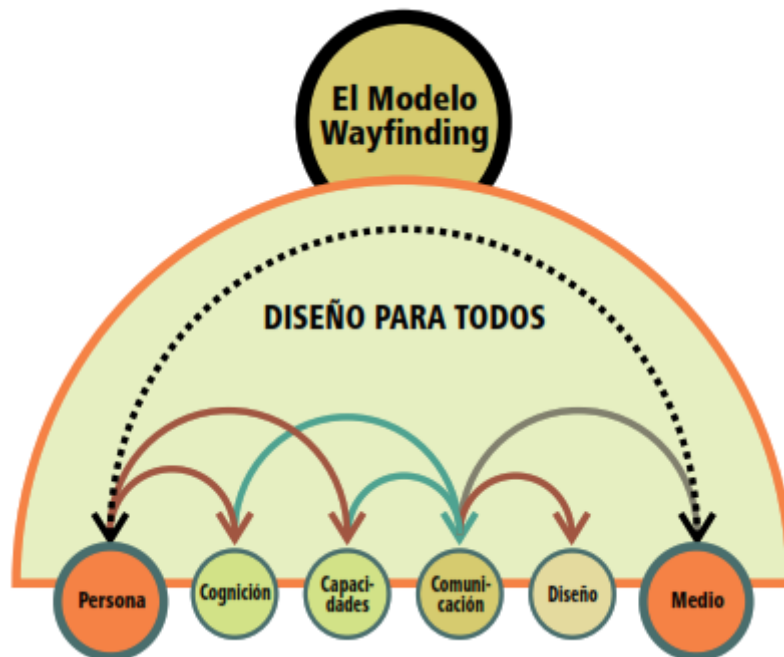 El Modelo
Wayfinding
DISEÑO PARA TODOS
Persona
Cognición
Capaci-
dades
Comuni-
cación
Diseño
Medio